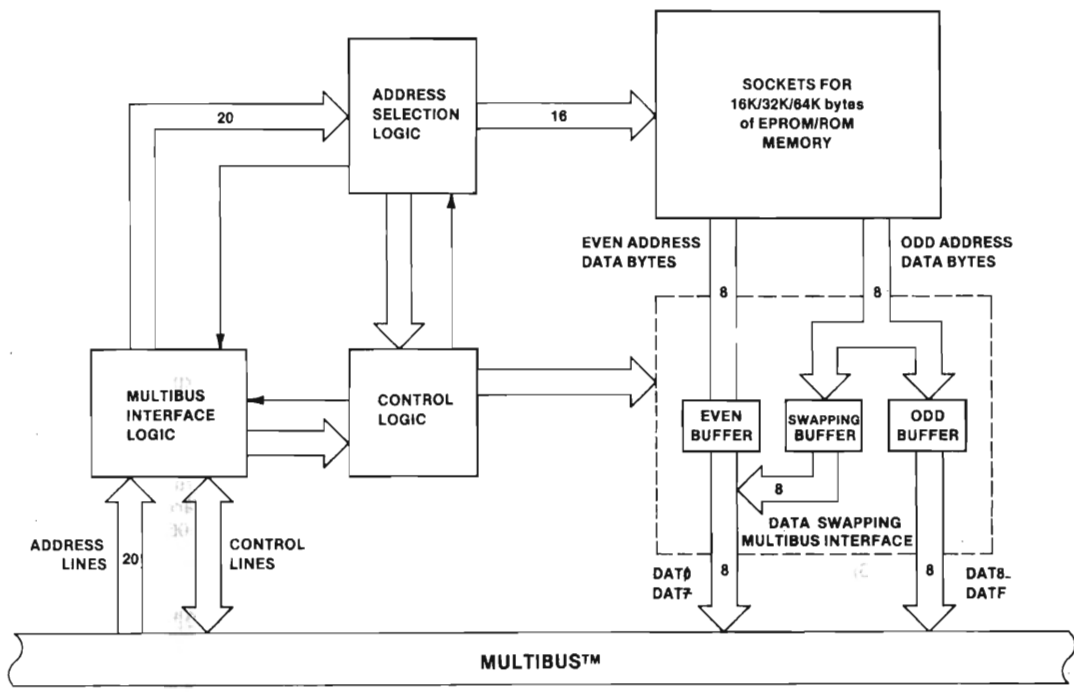 ADDRESS
SELECTION
LOGIC
20
16
SOCKETS FOR
16K/32K/64K bytes
of EPROM/ROM
MEMORY
EVEN ADDRESS
DATA BYTES
ODD ADDRESS
DATA BYTES
8
8
MULTIBUS
INTERFACE
LOGIC
CONTROL
LOGIC
EVEN
BUFFER
SWAPPING
BUFFER
ODD
BUFFER
8
DATA SWAPPING
MULTIBUS INTERFACE
ADDRESS
LINES
20
CONTROL
LINES
DAT0
DAT7
8
8
DAT8-
DATF
MULTIBUS™